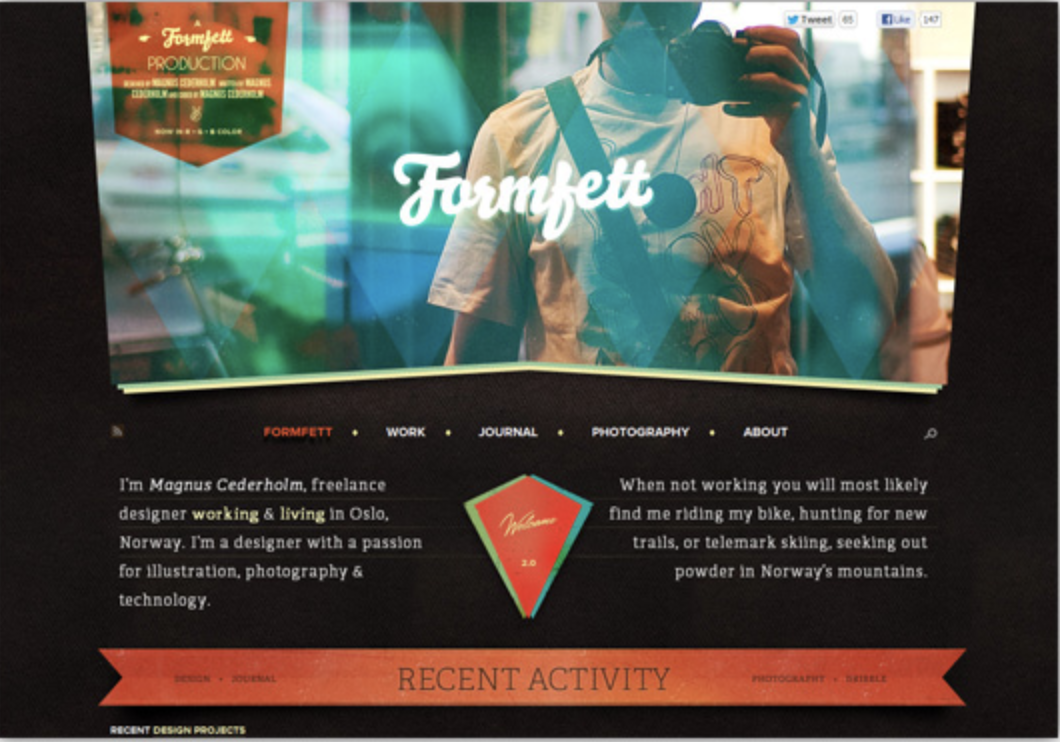 Tweet 65 Like 147
A
Formfett
PRODUCTION
DESIGNED BY MAGNUS CEDERHOLM WRITTEN BY MAGNUS
CEDERHOLM AND CODED BY MAGNUS CEDERHOLM
NOW IN R • G • B COLOR
Formfett
FORMFETT • WORK • JOURNAL • PHOTOGRAPHY • ABOUT
I'm Magnus Cederholm, freelance
designer working & living in Oslo,
Norway. I'm a designer with a passion
for illustration, photography &
technology.
Welcome
2.0
When not working you will most likely
find me riding my bike, hunting for new
trails, or telemark skiing, seeking out
powder in Norway's mountains.
DESIGN • JOURNAL RECENT ACTIVITY PHOTOGRAPHY • DRIBBLE
RECENT DESIGN PROJECTS